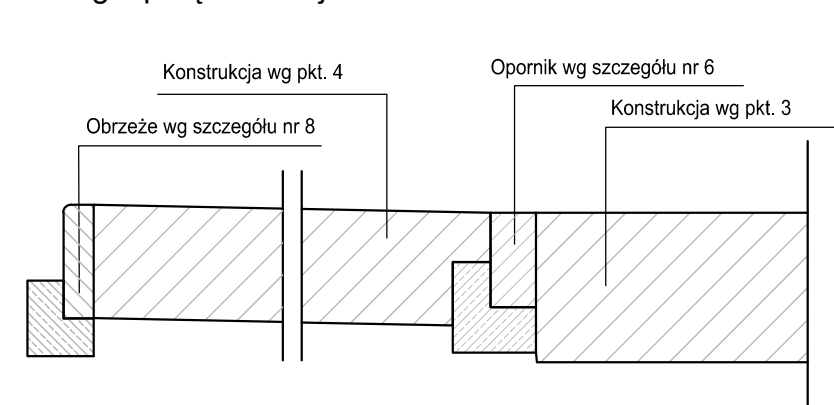 Konstrukcja wg pkt. 4
Opornik wg szczegółu nr 6
Konstrukcja wg pkt. 3
Obrzeże wg szczegółu nr 8